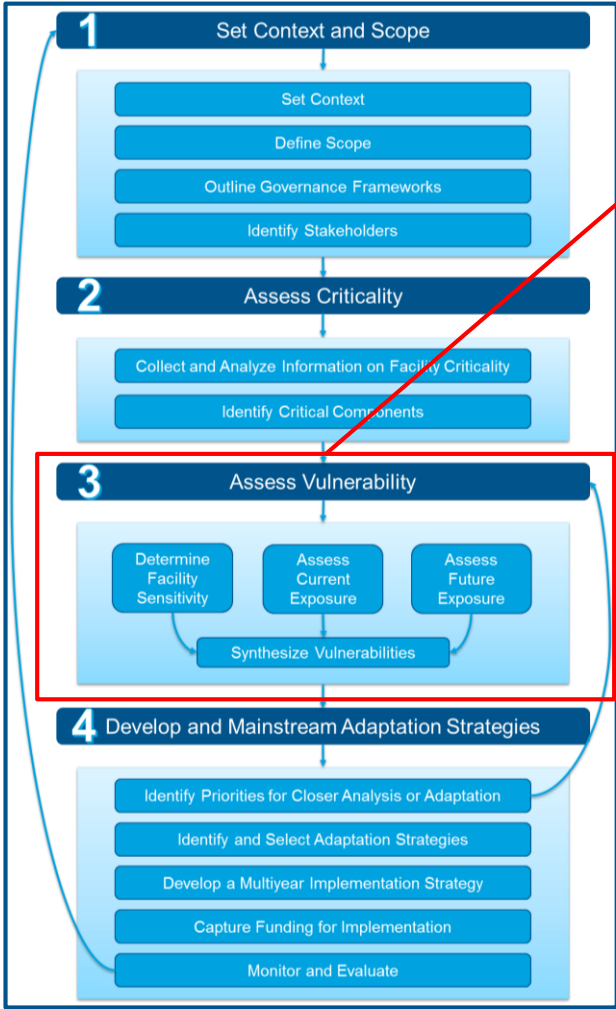 1 Set Context and Scope
Set Context
Define Scope
Outline Governance Frameworks
Identify Stakeholders
2 Assess Criticality
Collect and Analyze Information on Facility Criticality
Identify Critical Components
3 Assess Vulnerability
Determine
Facility
Sensitivity
Assess
Current
Exposure
Assess
Future
Exposure
Synthesize Vulnerabilities
4 Develop and Mainstream Adaptation Strategies
Identify Priorities for Closer Analysis or Adaptation
Identify and Select Adaptation Strategies
Develop a Multiyear Implementation Strategy
Capture Funding for Implementation
Monitor and Evaluate